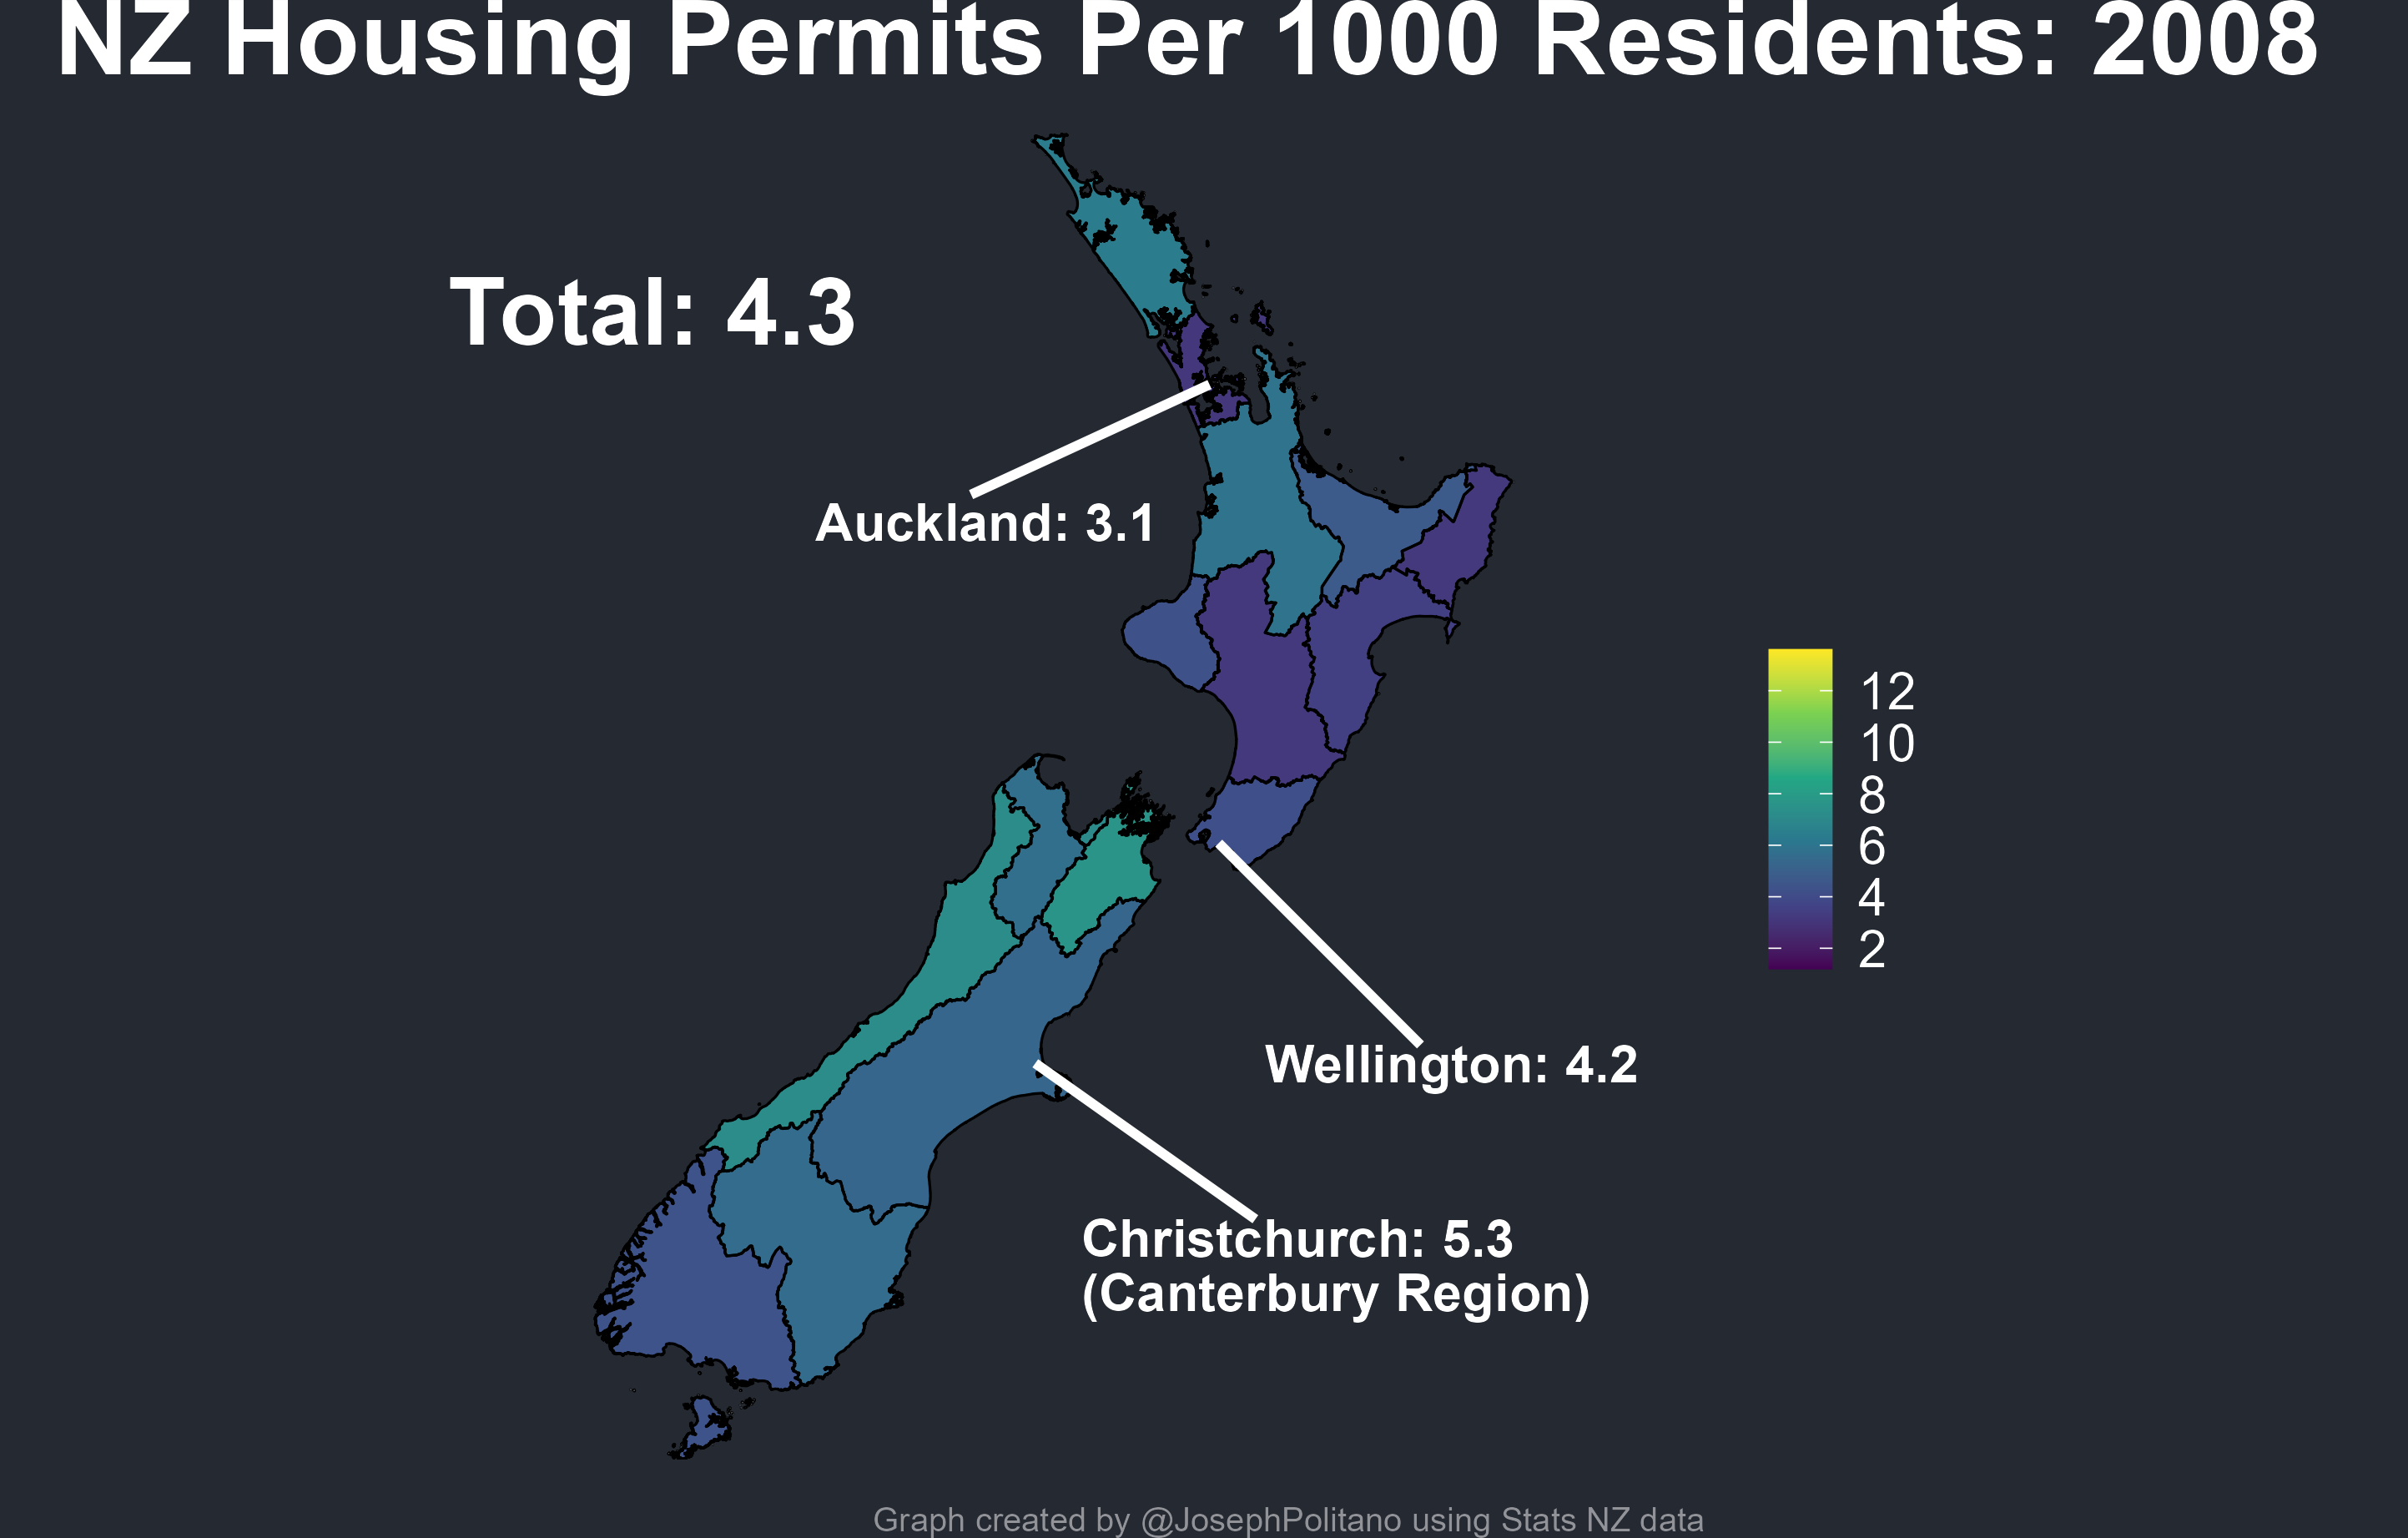 NZ Housing Permits Per 1000 Residents: 2008
Total: 4.3
Auckland: 3.1
12
10
8
6
4
2
Wellington: 4.2
Christchurch: 5.3
(Canterbury Region)
Graph created by @JosephPolitano using Stats NZ data